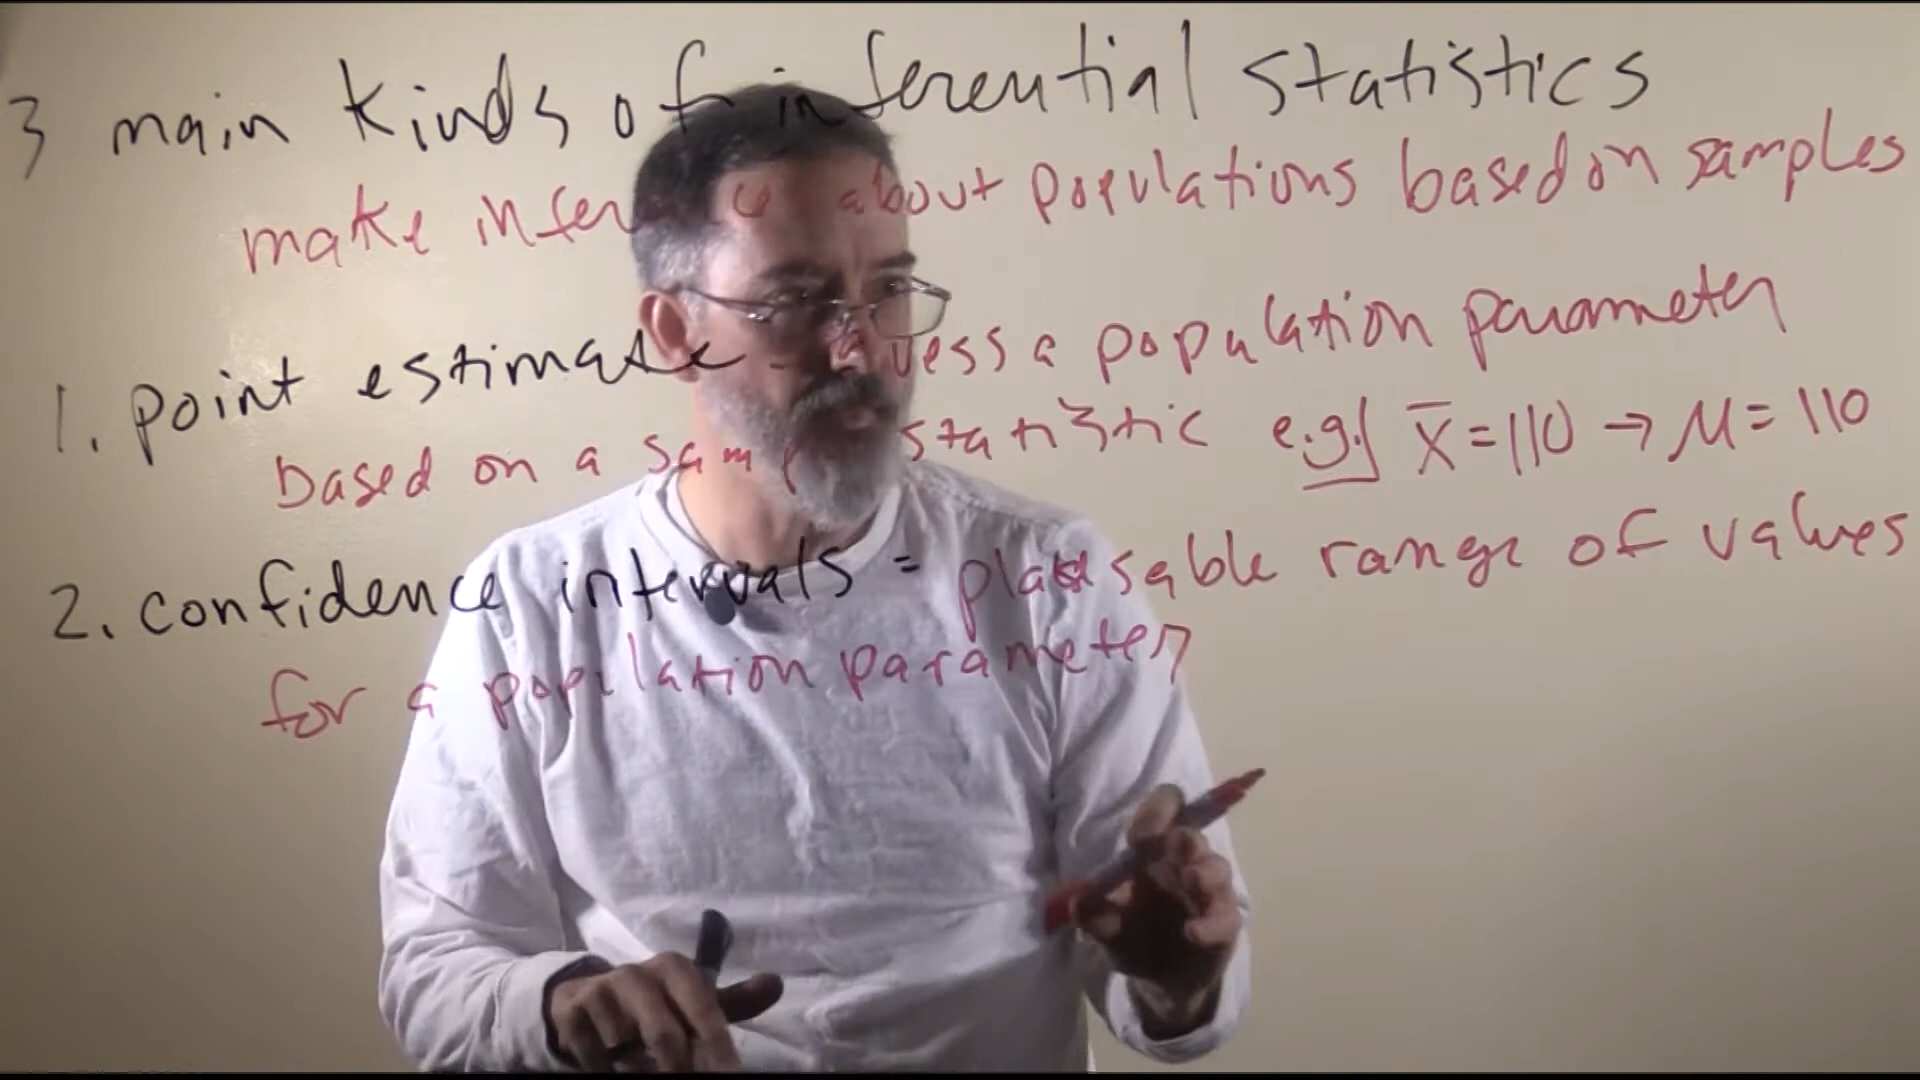 3 main kinds of inferential statistics
make about populations based on samples
1. point estimate - guess a population parameter
based on a sample statistic e.g., x̄ = 110 → μ = 110
2. confidence intervals = plausable range of values
for a population parameter